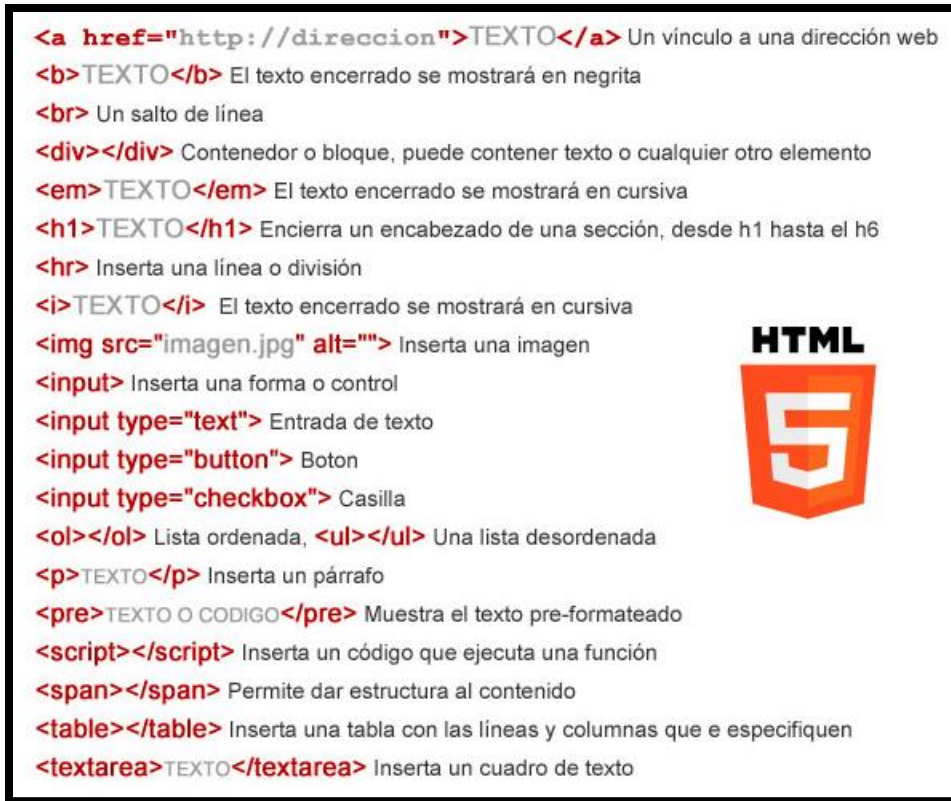 <a href="http://direccion">TEXTO</a> Un vínculo a una dirección web
<b>TEXTO</b> El texto encerrado se mostrará en negrita
<br> Un salto de línea
<div></div> Contenedor o bloque, puede contener texto o cualquier otro elemento
<em>TEXTO</em> El texto encerrado se mostrará en cursiva
<h1>TEXTO</h1> Encierra un encabezado de una sección, desde h1 hasta el h6
<hr> Inserta una línea o división
<i>TEXTO</i> El texto encerrado se mostrará en cursiva
<img src="imagen.jpg" alt=""> Inserta una imagen
HTML
5
<input> Inserta una forma o control
<input type="text"> Entrada de texto
<input type="button"> Boton
<input type="checkbox"> Casilla
<ol></ol> Lista ordenada, <ul></ul> Una lista desordenada
<p>TEXTO</p> Inserta un párrafo
<pre>TEXTO O CODIGO</pre> Muestra el texto pre-formateado
<script></script> Inserta un código que ejecuta una función
<span></span> Permite dar estructura al contenido
<table></table> Inserta una tabla con las líneas y columnas que e especifiquen
<textarea>TEXTO</textarea> Inserta un cuadro de texto